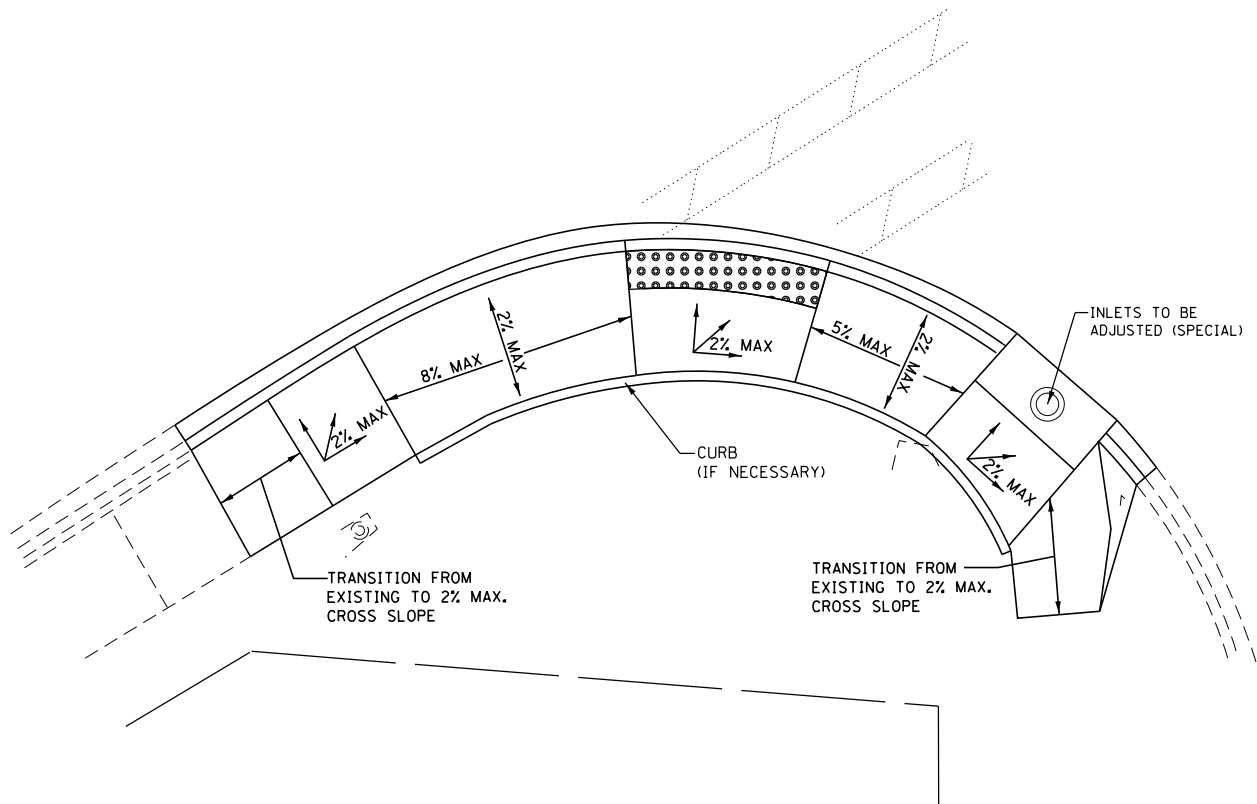 INLETS TO BE
ADJUSTED (SPECIAL)
2% MAX
8% MAX
2% MAX
5% MAX
2% MAX
2% MAX
2% MAX
CURB
(IF NECESSARY)
TRANSITION FROM
EXISTING TO 2% MAX.
CROSS SLOPE
TRANSITION FROM
EXISTING TO 2% MAX.
CROSS SLOPE